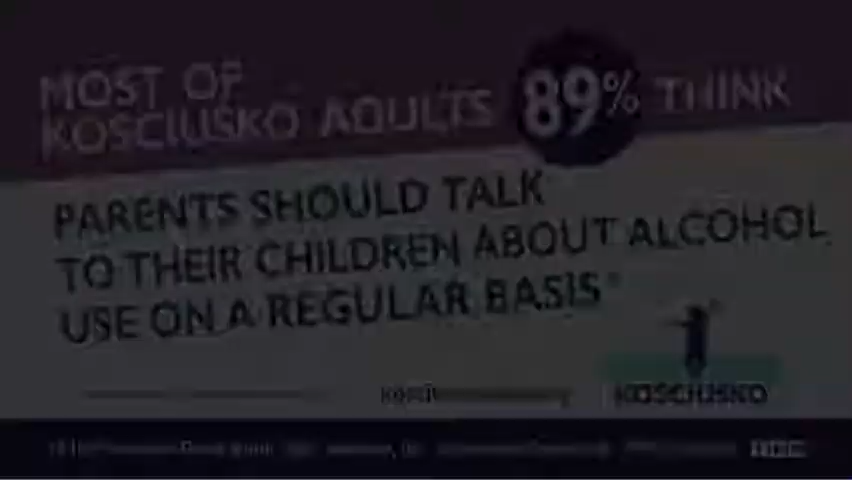 MOST OF
KOSCIUSKO ADULTS 89% THINK
PARENTS SHOULD TALK
TO THEIR CHILDREN ABOUT ALCOHOL
USE ON A REGULAR BASIS*
KOSCIUSKO